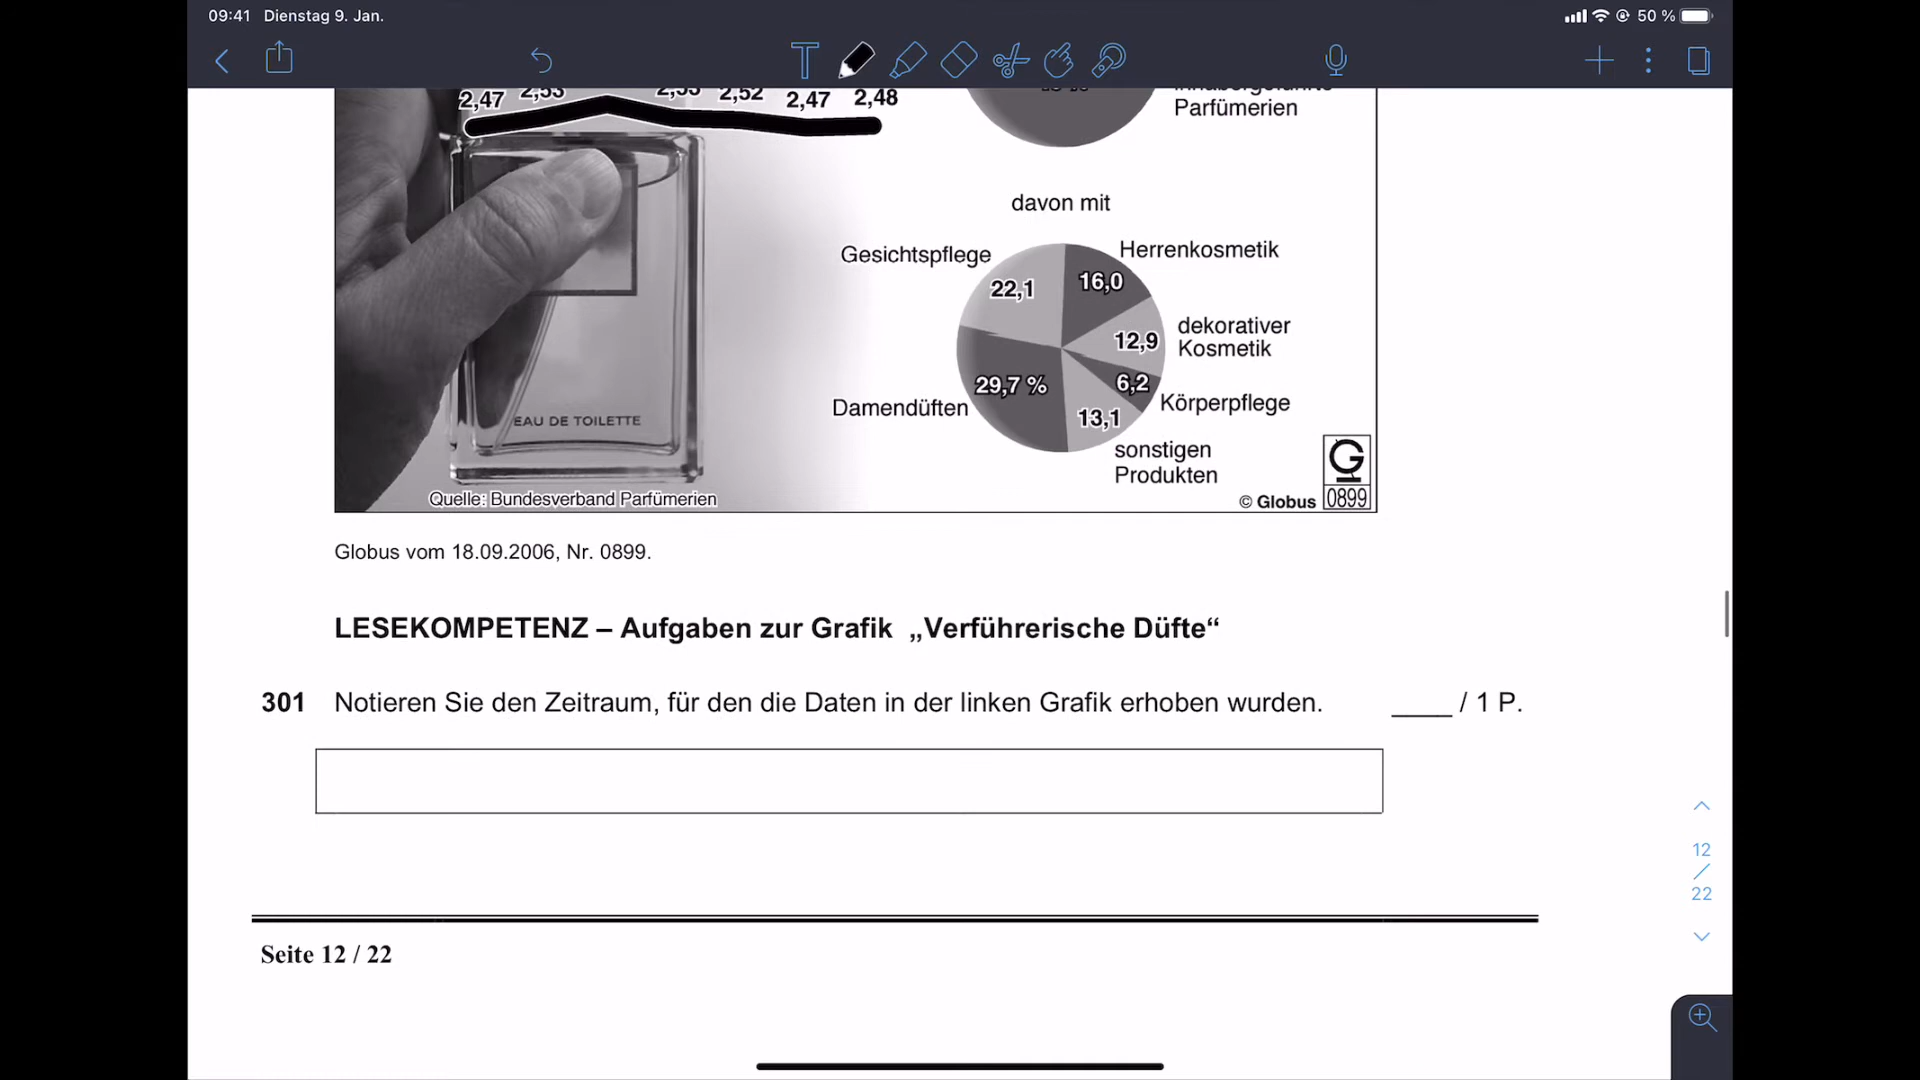 09:41 Dienstag 9. Jan.
50 %
2,47 2,53 2,52 2,47 2,48
Parfümerien
davon mit
Gesichtspflege
Herrenkosmetik
22,1
16,0
dekorativer
Kosmetik
12,9
29,7 %
6,2
Damendüften
Körperpflege
13,1
sonstigen
Produkten
EAU DE TOILETTE
Quelle: Bundesverband Parfümerien
© Globus
G
0899
Globus vom 18.09.2006, Nr. 0899.
LESEKOMPETENZ – Aufgaben zur Grafik „Verführerische Düfte“
301 Notieren Sie den Zeitraum, für den die Daten in der linken Grafik erhoben wurden. ____ / 1 P.
12
/
22
Seite 12 / 22